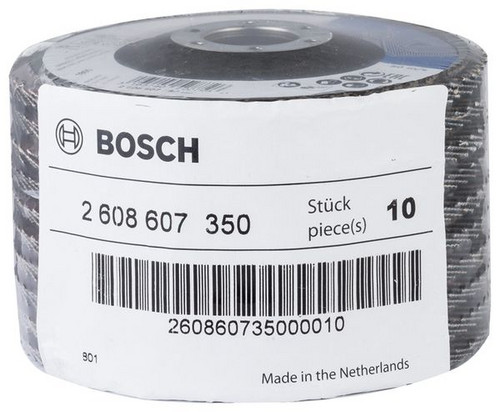 BOSCH
2 608 607 350
Stück
piece(s)
10
260860735000010
901
Made in the Netherlands